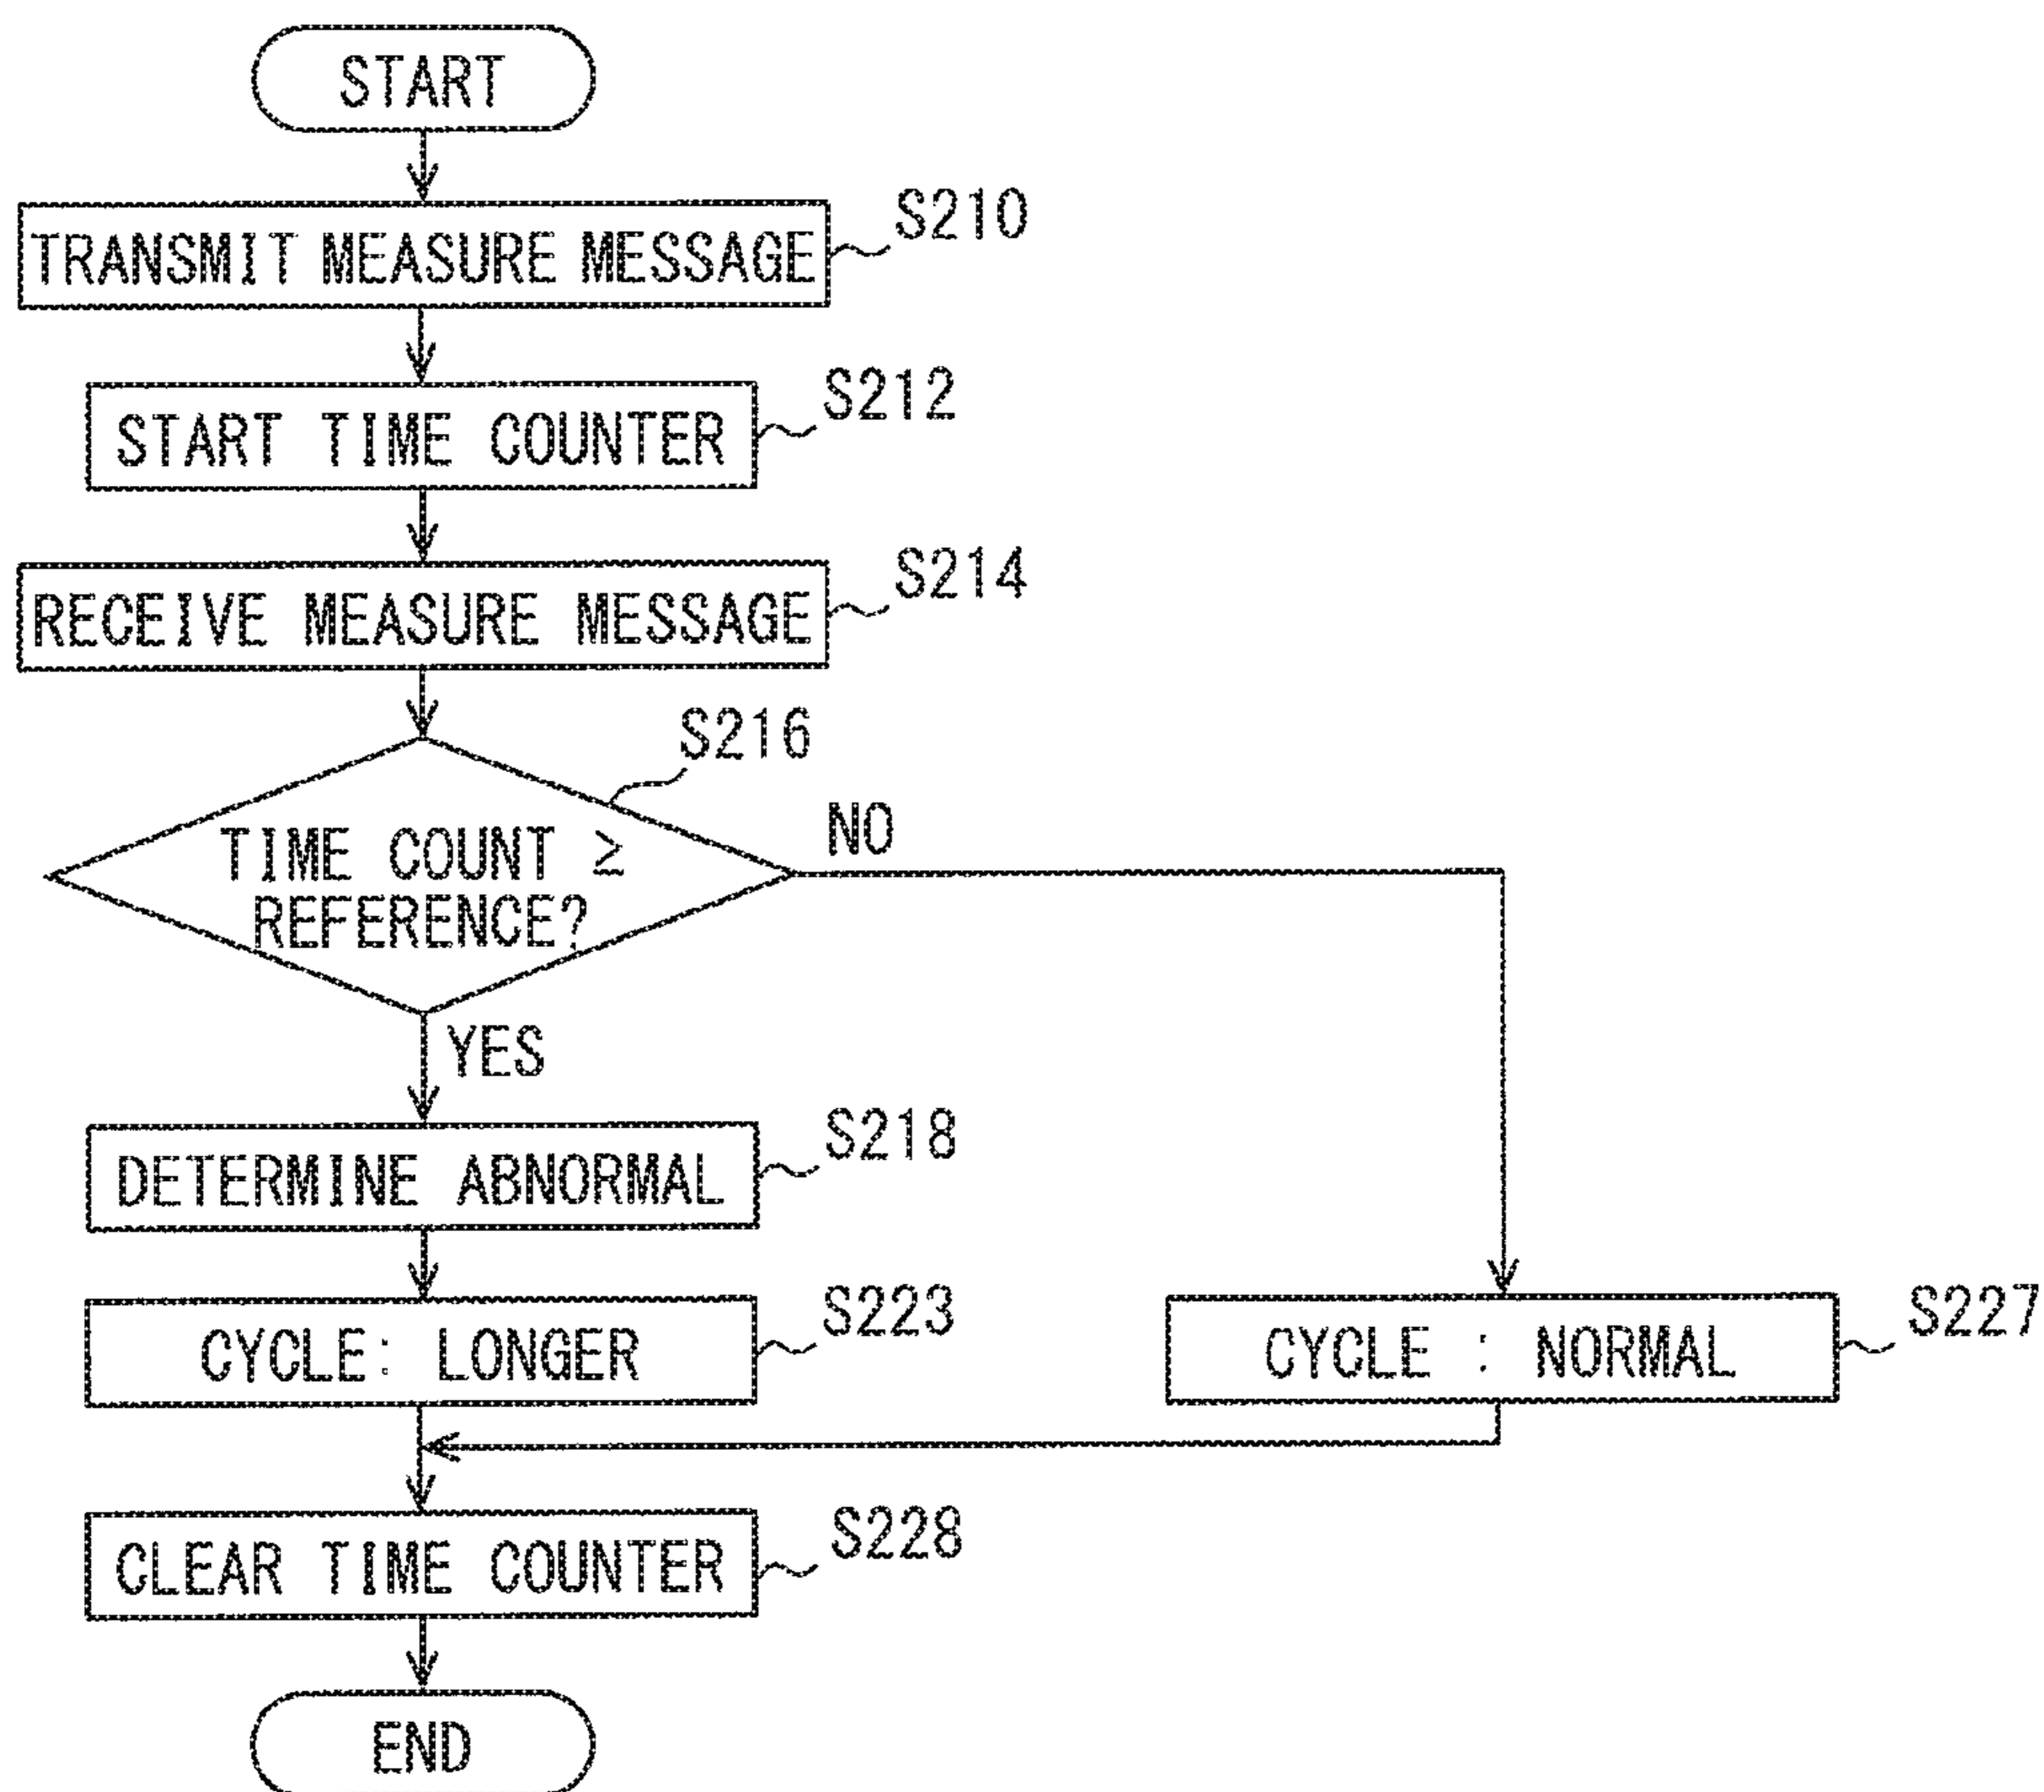 START
TRANSMIT MEASURE MESSAGE
S210
START TIME COUNTER
S212
RECEIVE MEASURE MESSAGE
S214
S216
TIME COUNT ≥
REFERENCE?
NO
YES
DETERMINE ABNORMAL
S218
CYCLE: LONGER
S223
CYCLE : NORMAL
S227
CLEAR TIME COUNTER
S228
END